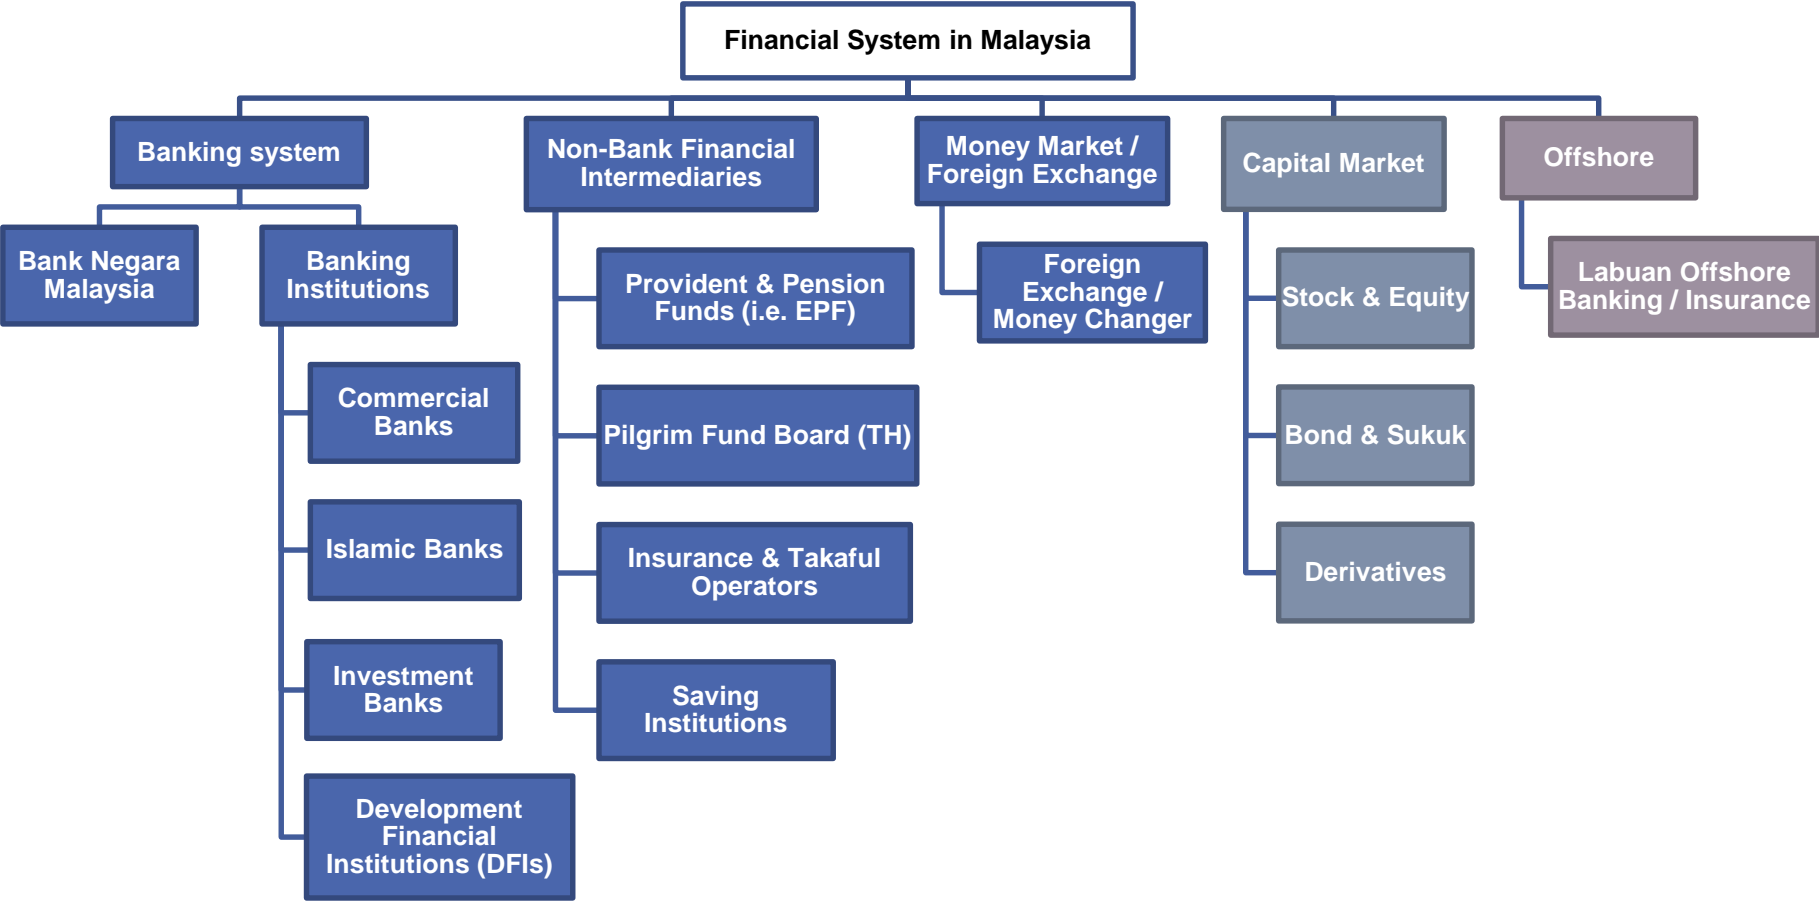 Financial System in Malaysia
Banking system
Non-Bank Financial
Intermediaries
Money Market /
Foreign Exchange
Capital Market
Offshore
Bank Negara
Malaysia
Banking
Institutions
Commercial
Banks
Islamic Banks
Investment
Banks
Development
Financial
Institutions (DFIs)
Provident & Pension
Funds (i.e. EPF)
Pilgrim Fund Board (TH)
Insurance & Takaful
Operators
Saving
Institutions
Foreign
Exchange /
Money Changer
Stock & Equity
Bond & Sukuk
Derivatives
Labuan Offshore
Banking / Insurance